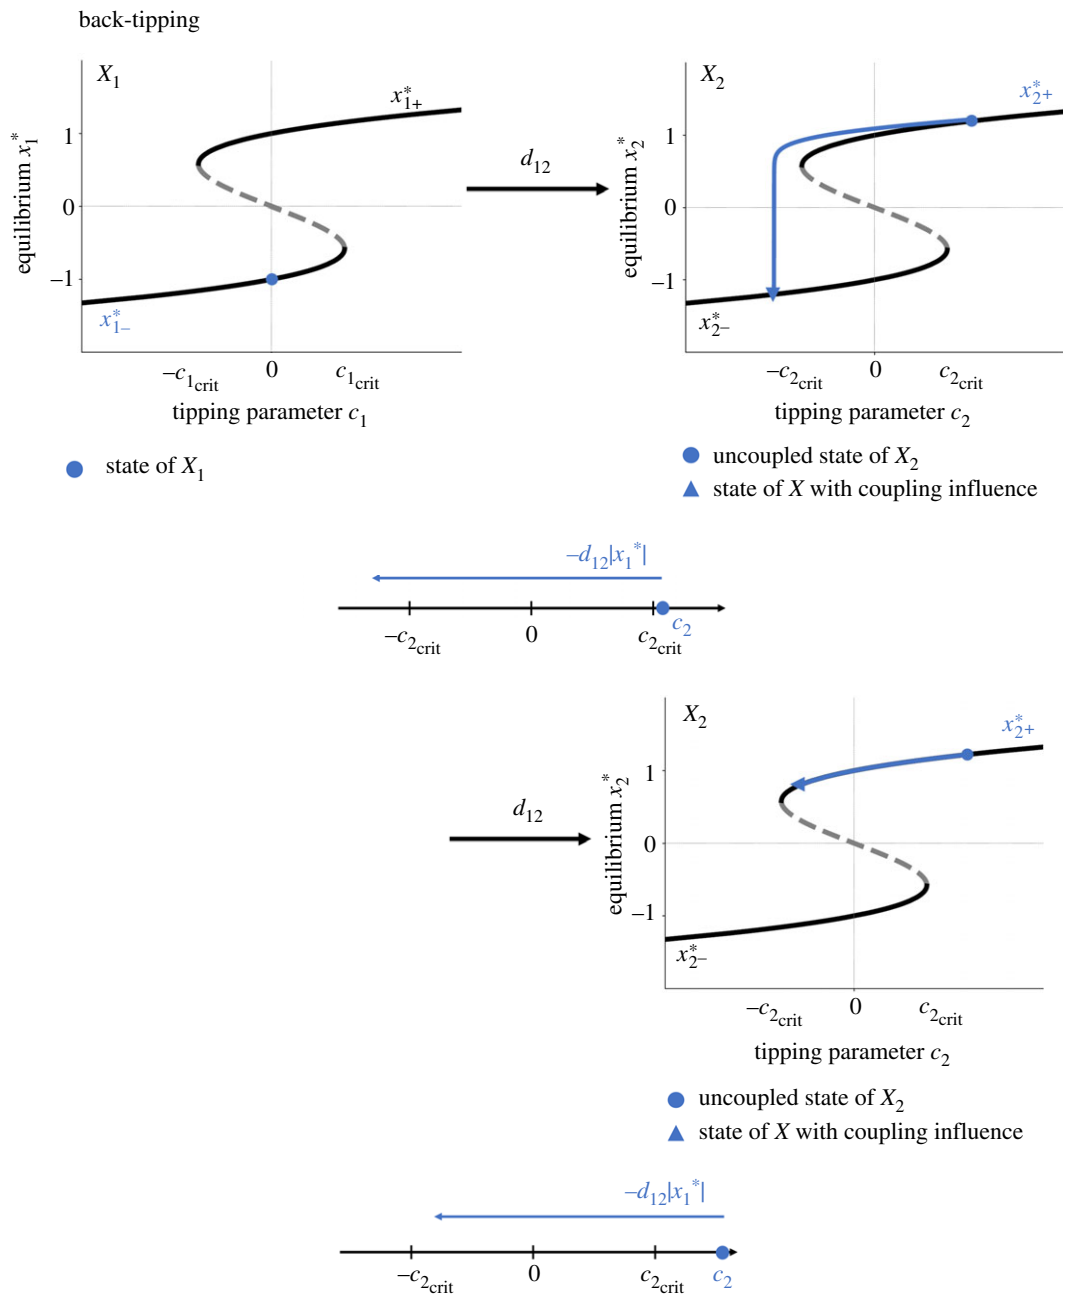 back-tipping
X₁
x*₁₊
equilibrium x₁*
1
0
−1
x*₁₋
−c₁crit
0
c₁crit
tipping parameter c₁
state of X₁
d₁₂
X₂
x*₂₊
equilibrium x₂*
1
0
−1
x*₂₋
−c₂crit
0
c₂crit
tipping parameter c₂
uncoupled state of X₂
state of X with coupling influence
−d₁₂|x₁*|
−c₂crit
0
c₂crit
c₂
d₁₂
X₂
x*₂₊
equilibrium x₂*
1
0
−1
x*₂₋
−c₂crit
0
c₂crit
tipping parameter c₂
uncoupled state of X₂
state of X with coupling influence
−d₁₂|x₁*|
−c₂crit
0
c₂crit
c₂